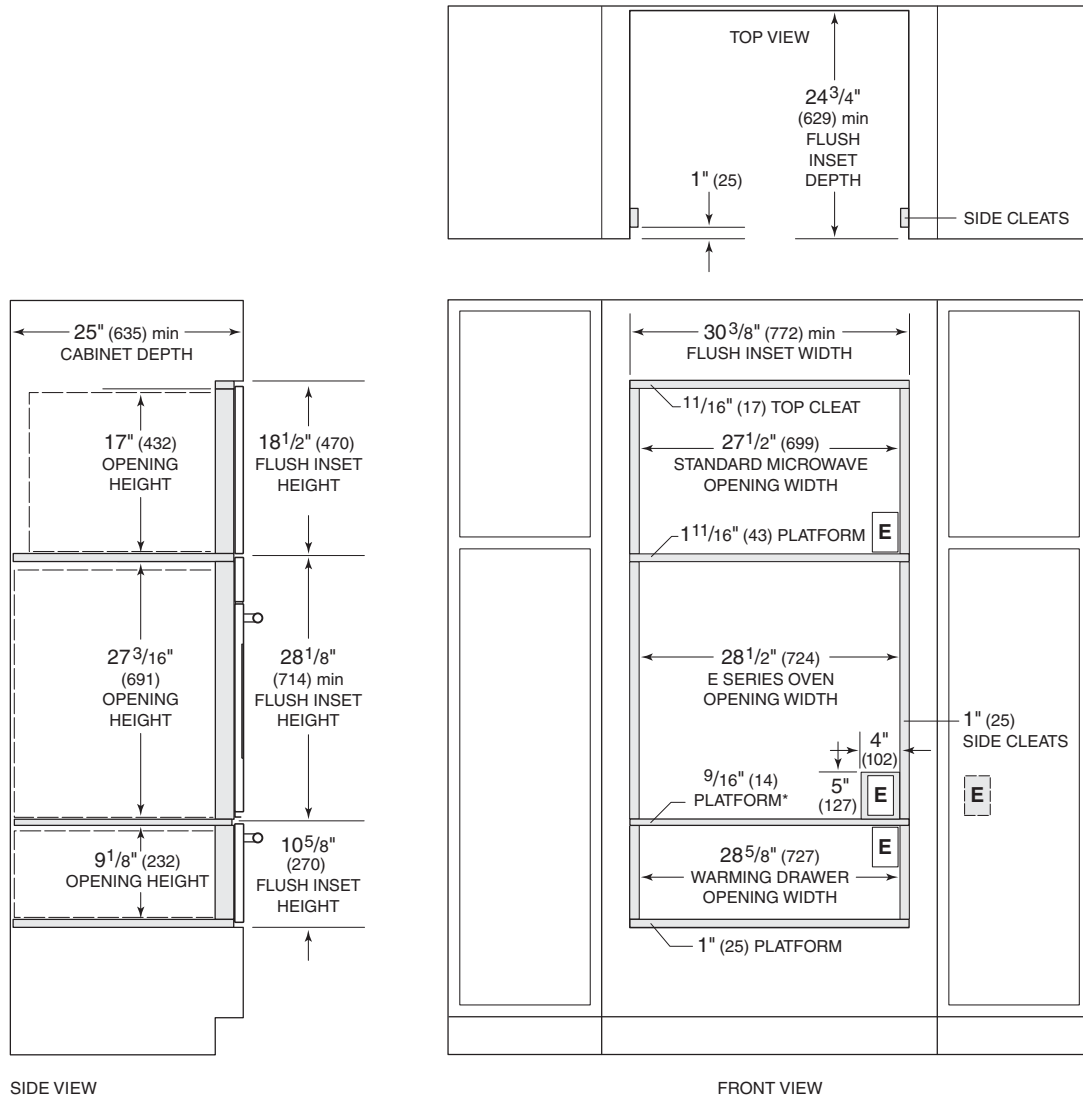 TOP VIEW
24 3/4"
(629) min
FLUSH
INSET
DEPTH
1" (25)
SIDE CLEATS
25" (635) min
CABINET DEPTH
17" (432)
OPENING
HEIGHT
18 1/2" (470)
FLUSH INSET
HEIGHT
27 3/16"
(691)
OPENING
HEIGHT
28 1/8"
(714) min
FLUSH INSET
HEIGHT
9 1/8" (232)
OPENING HEIGHT
10 5/8"
(270)
FLUSH INSET
HEIGHT
SIDE VIEW
30 3/8" (772) min
FLUSH INSET WIDTH
11/16" (17) TOP CLEAT
27 1/2" (699)
STANDARD MICROWAVE
OPENING WIDTH
E
1 11/16" (43) PLATFORM
28 1/2" (724)
E SERIES OVEN
OPENING WIDTH
1" (25)
SIDE CLEATS
4"
(102)
9/16" (14)
PLATFORM*
5"
(127)
E
E
E
28 5/8" (727)
WARMING DRAWER
OPENING WIDTH
1" (25) PLATFORM
FRONT VIEW